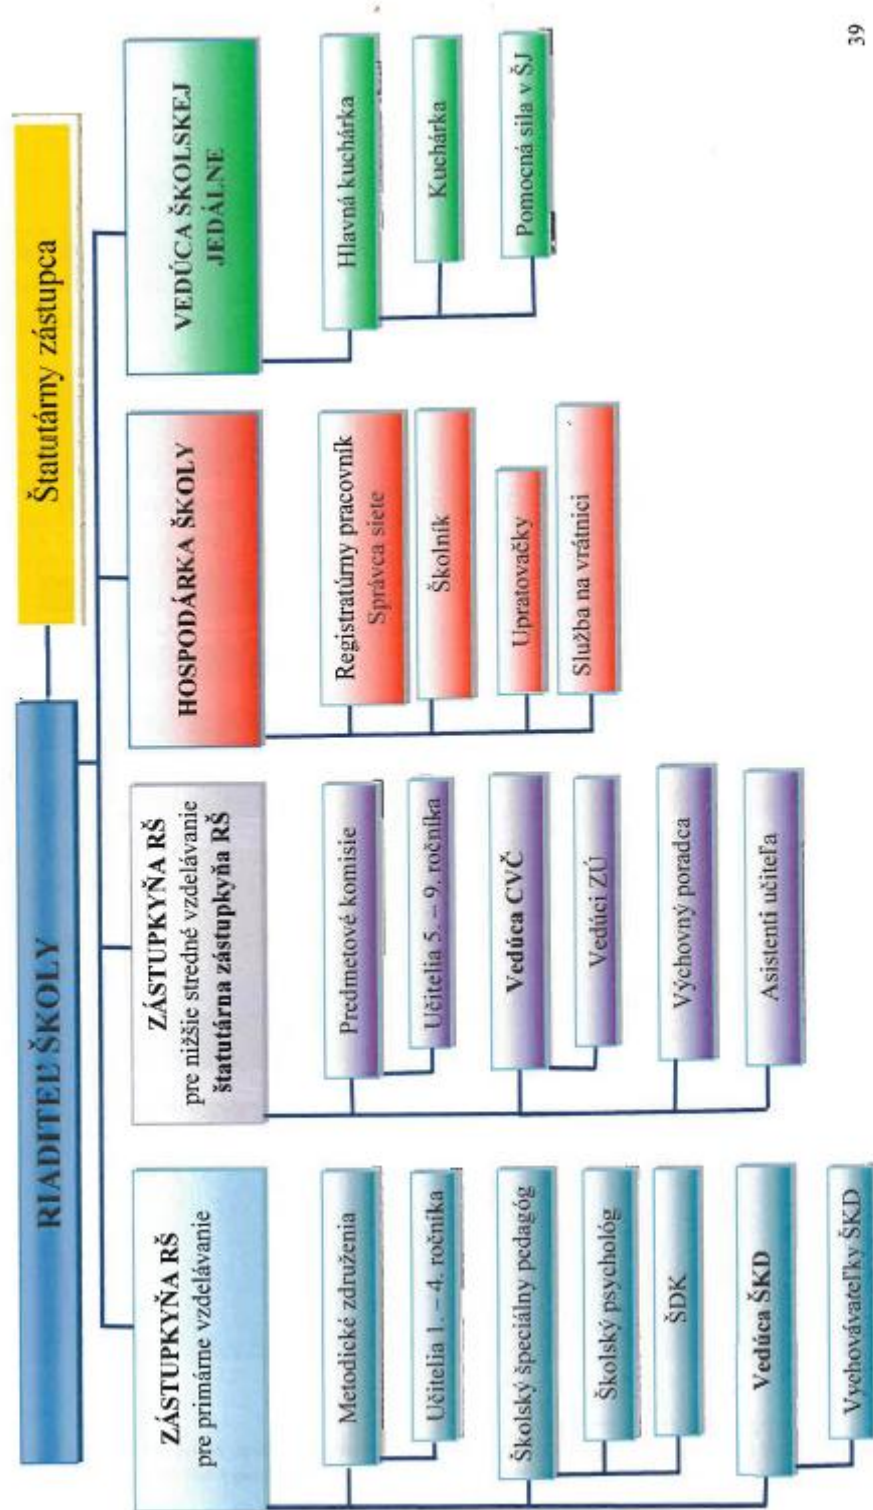 RIADITEĽ ŠKOLY
Štatutárny zástupca
ZÁSTUPKYŇA RŠ
pre primárne vzdelávanie
Metodické združenia
Učitelia 1. – 4. ročníka
Školský špeciálny pedagóg
Školský psychológ
ŠDK
Vedúca ŠKD
Vychovávateľky ŠKD
ZÁSTUPKYŇA RŠ
pre nižšie stredné vzdelávanie
štatutárna zástupkyňa RŠ
Predmetové komisie
Učitelia 5. – 9. ročníka
Vedúca CVČ
Vedúci ZÚ
Výchovný poradca
Asistenti učiteľa
HOSPODÁRKA ŠKOLY
Registratúrny pracovník
Správca siete
Školník
Upratovačky
Služba na vrátnici
VEDÚCA ŠKOLSKEJ
JEDÁLNE
Hlavná kuchárka
Kuchárka
Pomocná sila v ŠJ
39